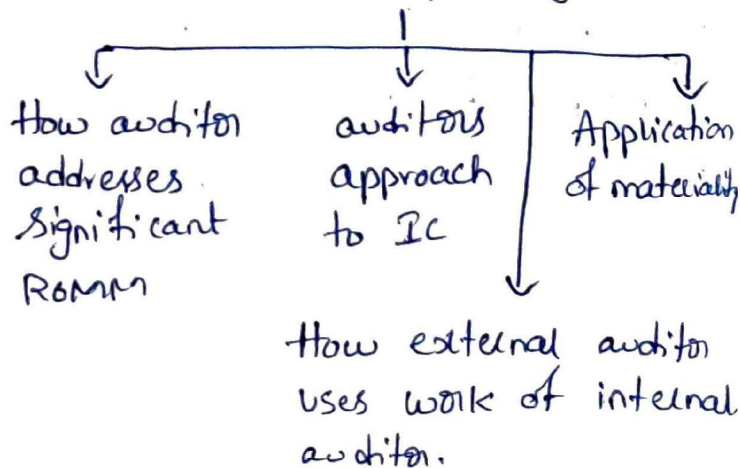 How auditor
addresses
significant
ROMM
auditors
approach
to IC
Application
of materiality
How external auditor
uses work of internal
auditor.